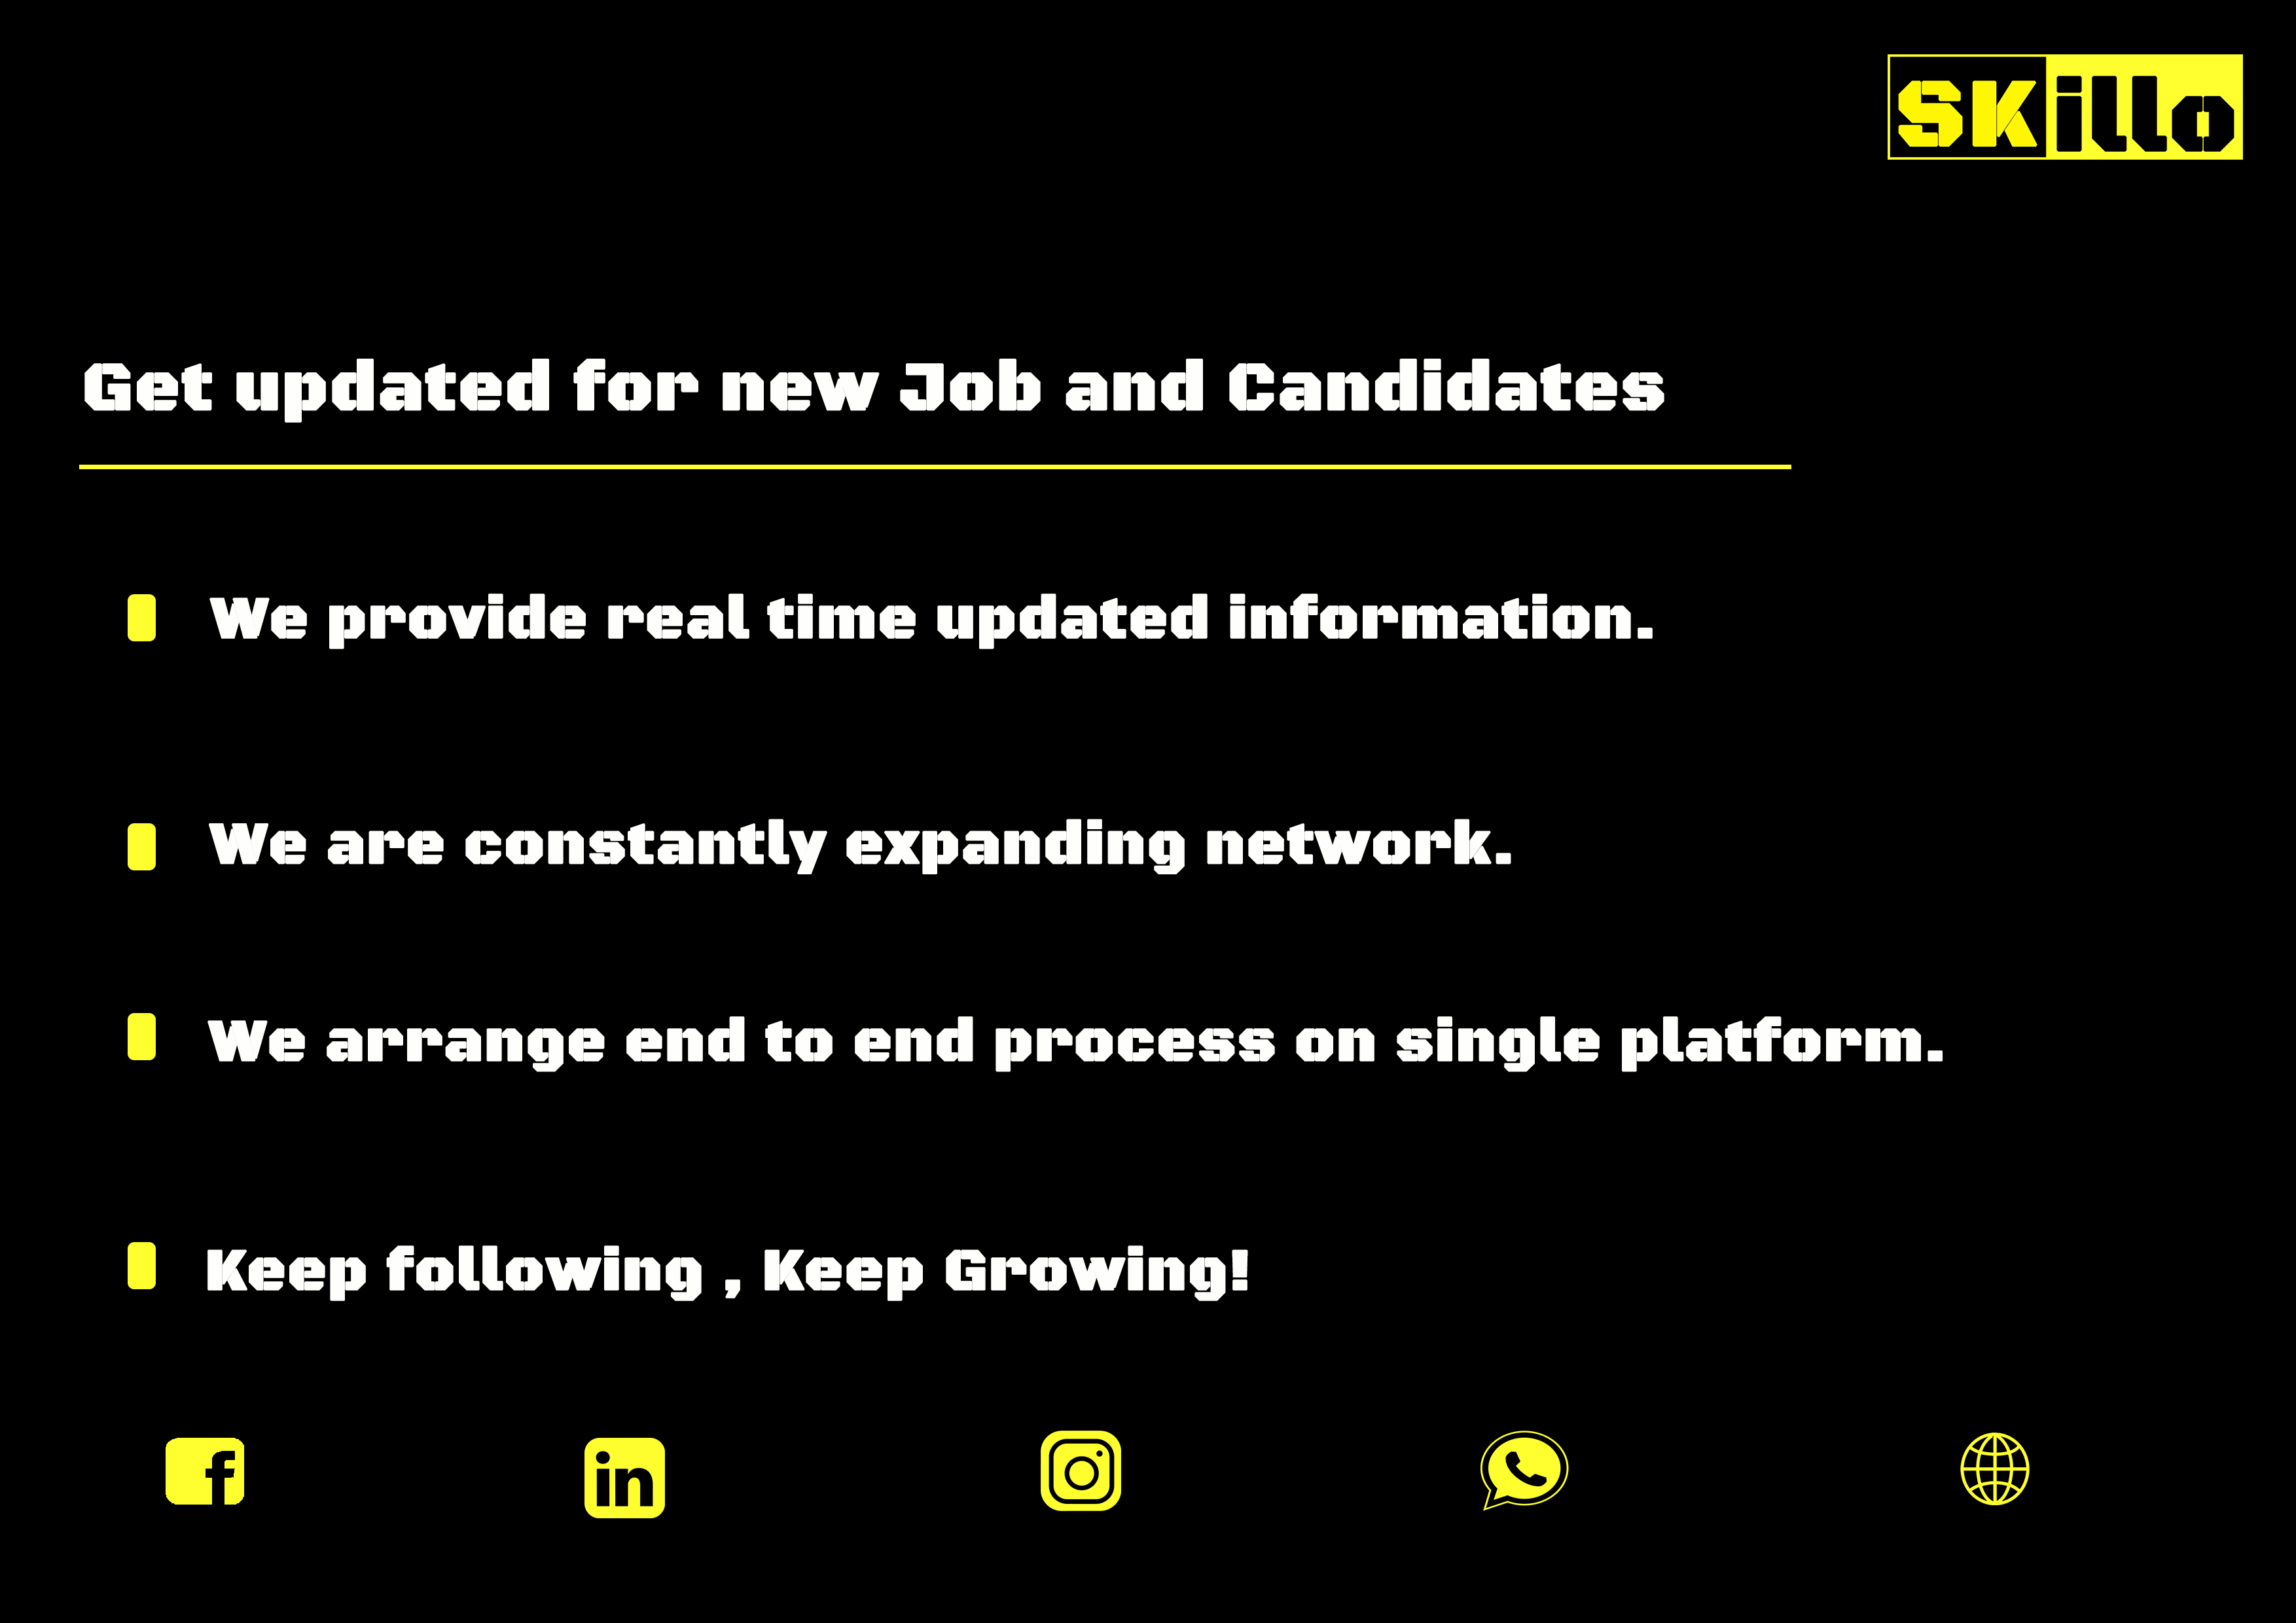 SKillo
Get updated for new Job and Candidates
We provide real time updated information.
We are constantly expanding network.
We arrange end to end process on single platform.
Keep following , Keep Growing!
f
in